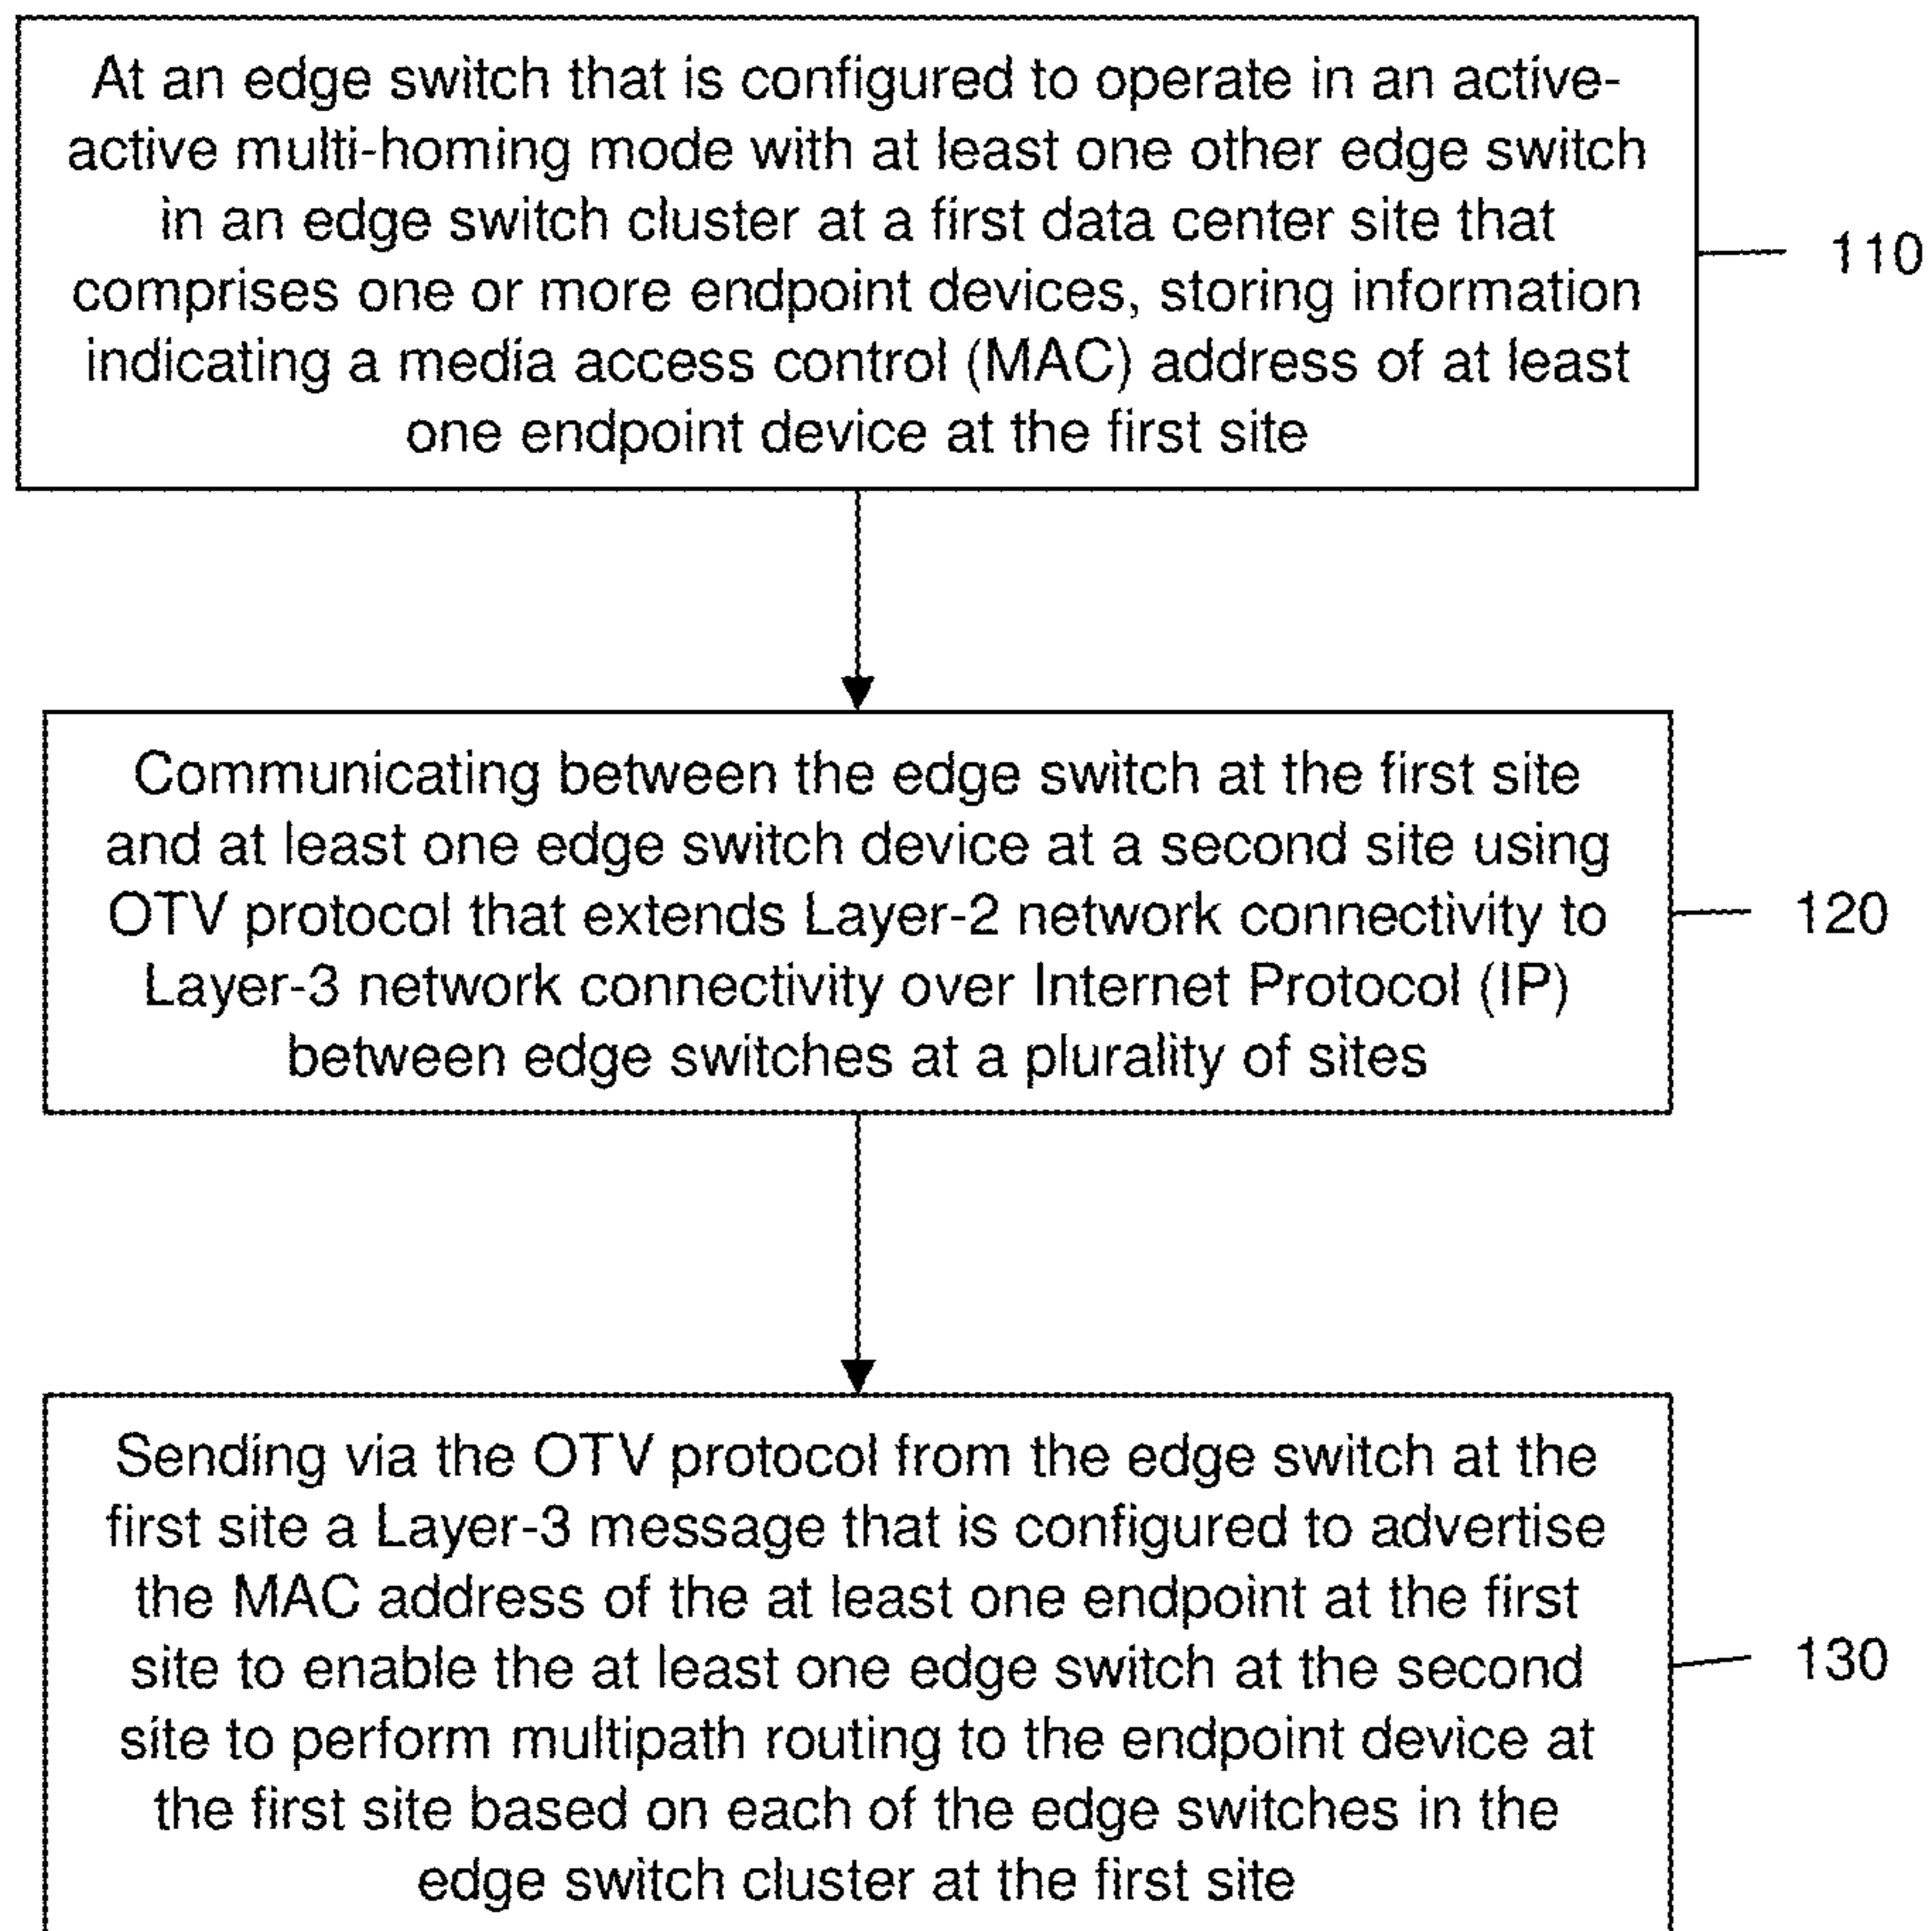 At an edge switch that is configured to operate in an active-
active multi-homing mode with at least one other edge switch
in an edge switch cluster at a first data center site that
comprises one or more endpoint devices, storing information
indicating a media access control (MAC) address of at least
one endpoint device at the first site
110
Communicating between the edge switch at the first site
and at least one edge switch device at a second site using
OTV protocol that extends Layer-2 network connectivity to
Layer-3 network connectivity over Internet Protocol (IP)
between edge switches at a plurality of sites
120
Sending via the OTV protocol from the edge switch at the
first site a Layer-3 message that is configured to advertise
the MAC address of the at least one endpoint at the first
site to enable the at least one edge switch at the second
site to perform multipath routing to the endpoint device at
the first site based on each of the edge switches in the
edge switch cluster at the first site
130